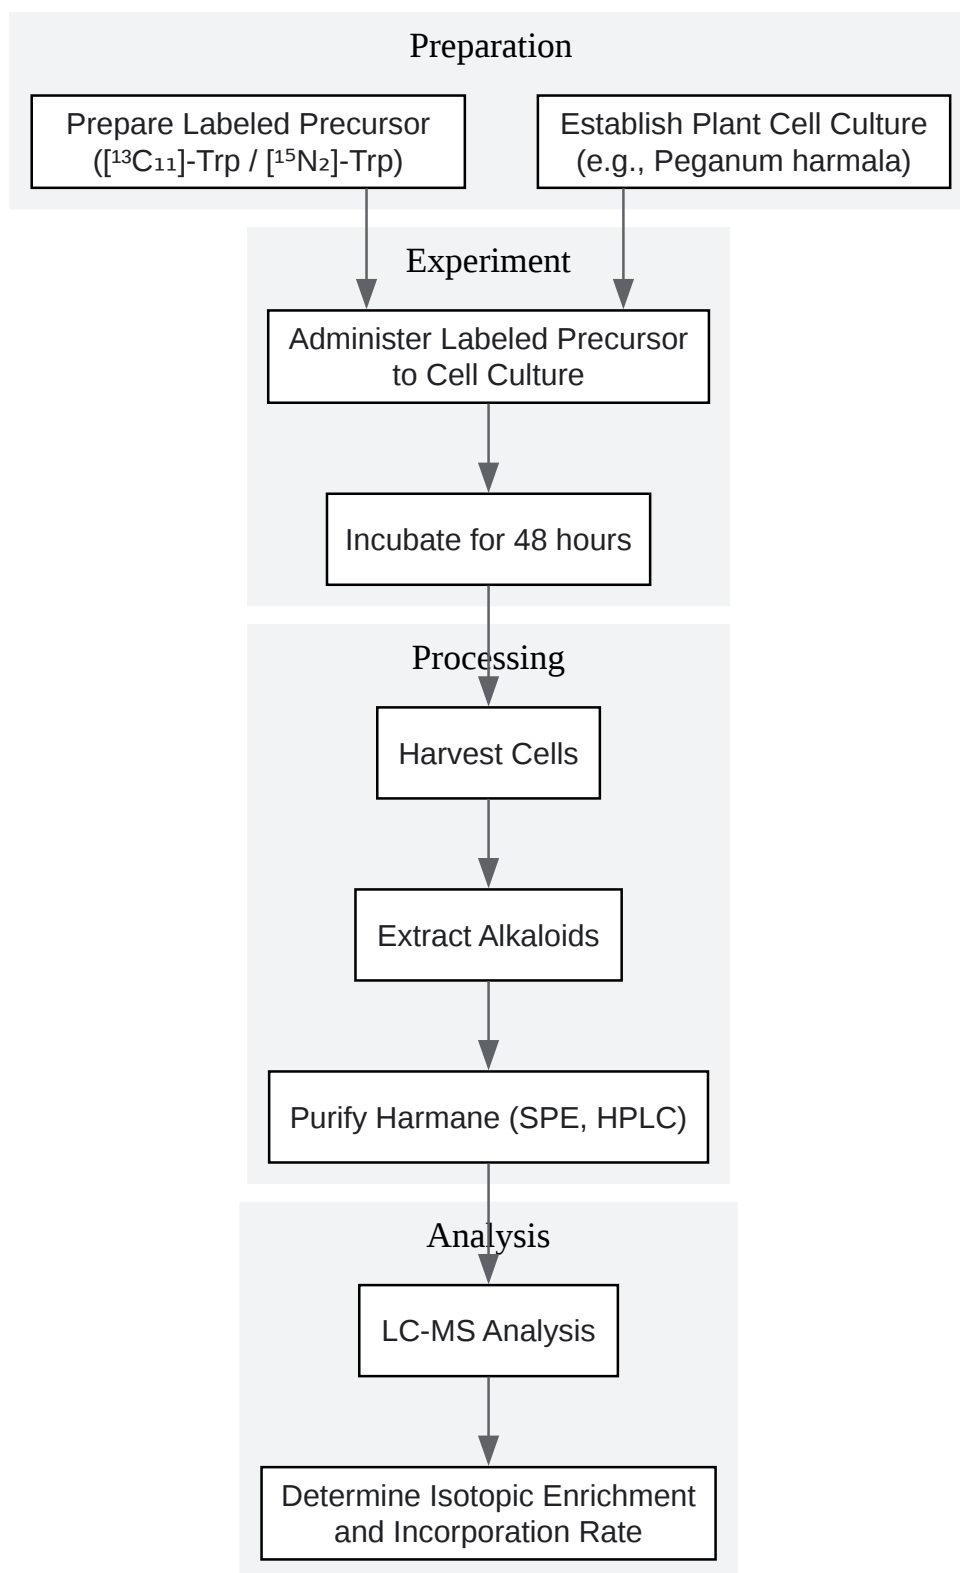 Preparation
Prepare Labeled Precursor
([¹³C₁₁]-Trp / [¹⁵N₂]-Trp)
Establish Plant Cell Culture
(e.g., Peganum harmala)
Experiment
Administer Labeled Precursor
to Cell Culture
Incubate for 48 hours
Processing
Harvest Cells
Extract Alkaloids
Purify Harmane (SPE, HPLC)
Analysis
LC-MS Analysis
Determine Isotopic Enrichment
and Incorporation Rate